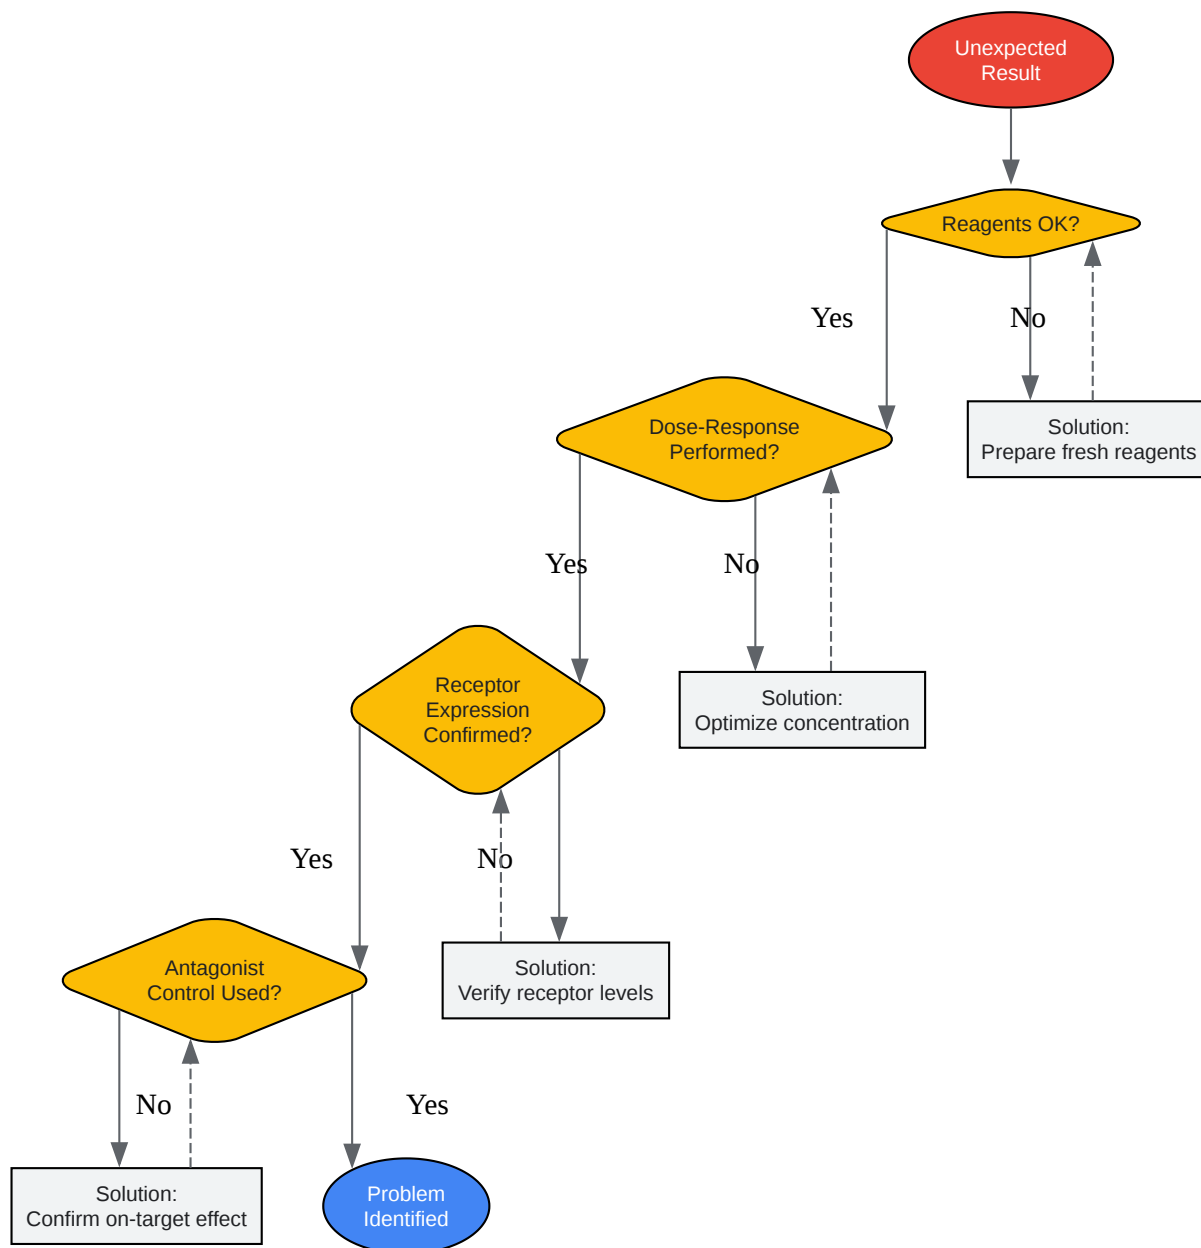 Unexpected
Result
Reagents OK?
Yes
No
Dose-Response
Performed?
Solution:
Prepare fresh reagents
Yes
No
Receptor
Expression
Confirmed?
Solution:
Optimize concentration
Yes
No
Antagonist
Control Used?
Solution:
Verify receptor levels
No
Yes
Solution:
Confirm on-target effect
Problem
Identified